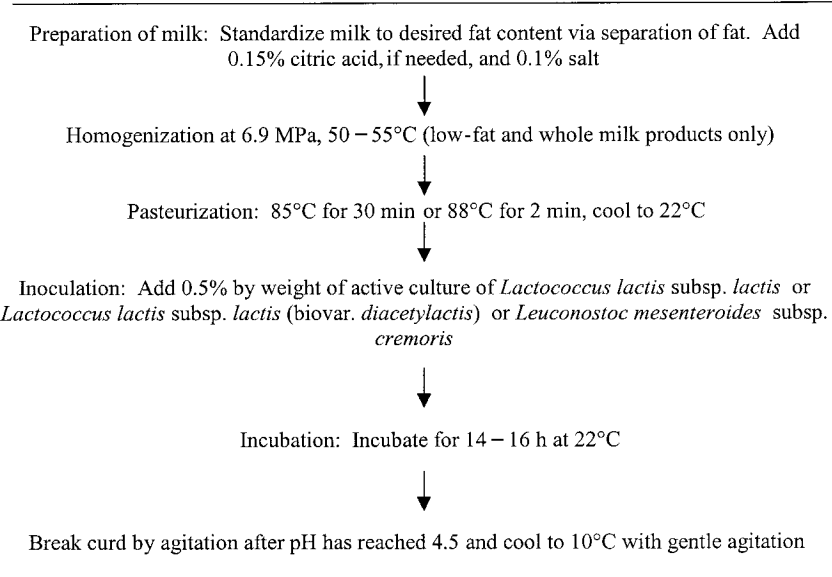 Preparation of milk: Standardize milk to desired fat content via separation of fat. Add
0.15% citric acid, if needed, and 0.1% salt
Homogenization at 6.9 MPa, 50 – 55°C (low-fat and whole milk products only)
Pasteurization: 85°C for 30 min or 88°C for 2 min, cool to 22°C
Inoculation: Add 0.5% by weight of active culture of Lactococcus lactis subsp. lactis or
Lactococcus lactis subsp. lactis (biovar. diacetylactis) or Leuconostoc mesenteroides subsp.
cremoris
Incubation: Incubate for 14 – 16 h at 22°C
Break curd by agitation after pH has reached 4.5 and cool to 10°C with gentle agitation